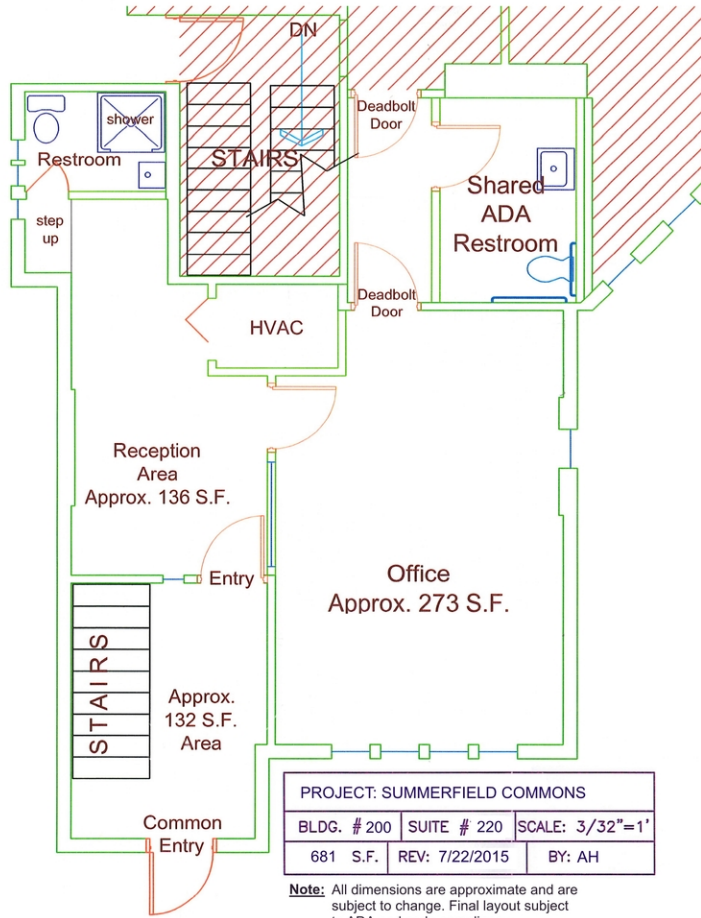 DN
shower
Deadbolt
Door
Restroom
STAIRS
Shared
ADA
Restroom
step
up
Deadbolt
Door
HVAC
Reception
Area
Approx. 136 S.F.
Entry
Office
Approx. 273 S.F.
STAIRS
Approx.
132 S.F.
Area
Common
Entry
PROJECT: SUMMERFIELD COMMONS
BLDG. # 200 SUITE # 220 SCALE: 3/32"=1'
681 S.F. REV: 7/22/2015 BY: AH
Note: All dimensions are approximate and are
subject to change. Final layout subject